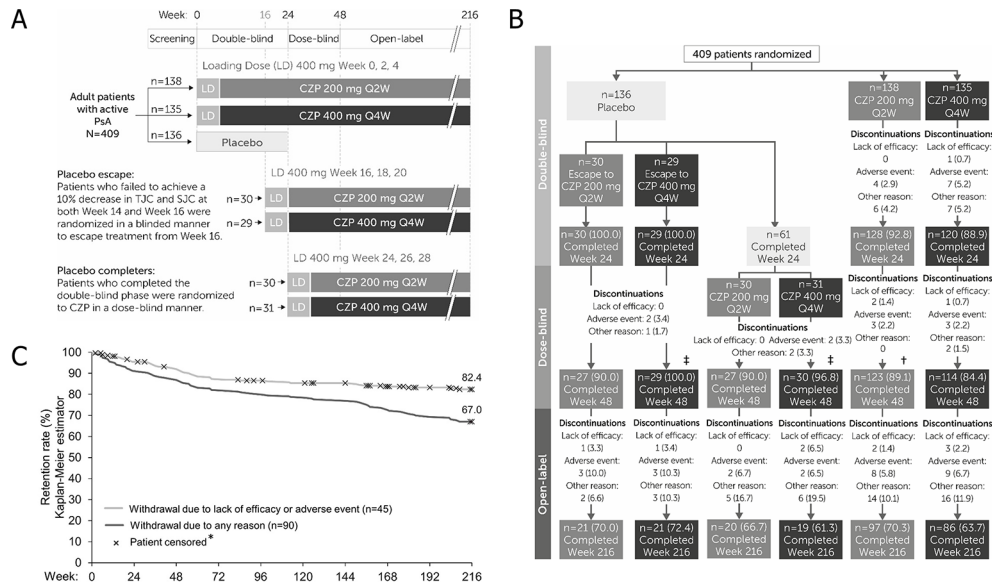 A
Week: 0 16 24 48 216
Screening Double-blind Dose-blind Open-label
Loading Dose (LD) 400 mg Week 0, 2, 4
Adult patients
with active
PsA
N=409
n=138 LD CZP 200 mg Q2W
n=135 LD CZP 400 mg Q4W
n=136 Placebo
Placebo escape:
Patients who failed to achieve a
10% decrease in TJC and SJC at
both Week 14 and Week 16 were
randomized in a blinded manner
to escape treatment from Week 16.
LD 400 mg Week 16, 18, 20
n=30 LD CZP 200 mg Q2W
n=29 LD CZP 400 mg Q4W
Placebo completers:
Patients who completed the
double-blind phase were randomized
to CZP in a dose-blind manner.
LD 400 mg Week 24, 26, 28
n=30 LD CZP 200 mg Q2W
n=31 LD CZP 400 mg Q4W
B
Double-blind
Dose-blind
Open-label
409 patients randomized
n=136
Placebo
n=138
CZP 200 mg
Q2W
n=135
CZP 400 mg
Q4W
Discontinuations
Lack of efficacy:
0
Adverse event:
4 (2.9)
Other reason:
6 (4.2)
Discontinuations
Lack of efficacy:
1 (0.7)
Adverse event:
7 (5.2)
Other reason:
7 (5.2)
n=30
Escape to
CZP 200 mg
Q2W
n=29
Escape to
CZP 400 mg
Q4W
n=30 (100.0)
Completed
Week 24
n=29 (100.0)
Completed
Week 24
n=61
Completed
Week 24
n=128 (92.8)
Completed
Week 24
n=120 (88.9)
Completed
Week 24
n=30
CZP 200 mg
Q2W
n=31
CZP 400 mg
Q4W
Discontinuations
Lack of efficacy: 0
Adverse event: 2 (3.4)
Other reason: 1 (1.7)
Discontinuations
Lack of efficacy: 0 Adverse event: 2 (3.3)
Other reason: 2 (3.3)
Discontinuations
Lack of efficacy:
2 (1.4)
Adverse event:
3 (2.2)
Other reason:
0
Discontinuations
Lack of efficacy:
1 (0.7)
Adverse event:
3 (2.2)
Other reason:
2 (1.5)
‡ ‡ †
n=27 (90.0)
Completed
Week 48
n=29 (100.0)
Completed
Week 48
n=27 (90.0)
Completed
Week 48
n=30 (96.8)
Completed
Week 48
n=123 (89.1)
Completed
Week 48
n=114 (84.4)
Completed
Week 48
Discontinuations
Lack of efficacy:
1 (3.3)
Adverse event:
3 (10.0)
Other reason:
2 (6.6)
Discontinuations
Lack of efficacy:
1 (3.4)
Adverse event:
3 (10.3)
Other reason:
3 (10.3)
Discontinuations
Lack of efficacy:
0
Adverse event:
2 (6.7)
Other reason:
5 (16.7)
Discontinuations
Lack of efficacy:
2 (6.5)
Adverse event:
2 (6.5)
Other reason:
6 (19.5)
Discontinuations
Lack of efficacy:
2 (1.4)
Adverse event:
8 (5.8)
Other reason:
14 (10.1)
Discontinuations
Lack of efficacy:
3 (2.2)
Adverse event:
9 (6.7)
Other reason:
16 (11.9)
n=21 (70.0)
Completed
Week 216
n=21 (72.4)
Completed
Week 216
n=20 (66.7)
Completed
Week 216
n=19 (61.3)
Completed
Week 216
n=97 (70.3)
Completed
Week 216
n=86 (63.7)
Completed
Week 216
C
Retention rate (%)
Kaplan-Meier estimator
100
90
80
70
60
50
40
30
20
10
0
82.4
67.0
Withdrawal due to lack of efficacy or adverse event (n=45)
Withdrawal due to any reason (n=90)
× Patient censored*
Week: 0 24 48 72 96 120 144 168 192 216